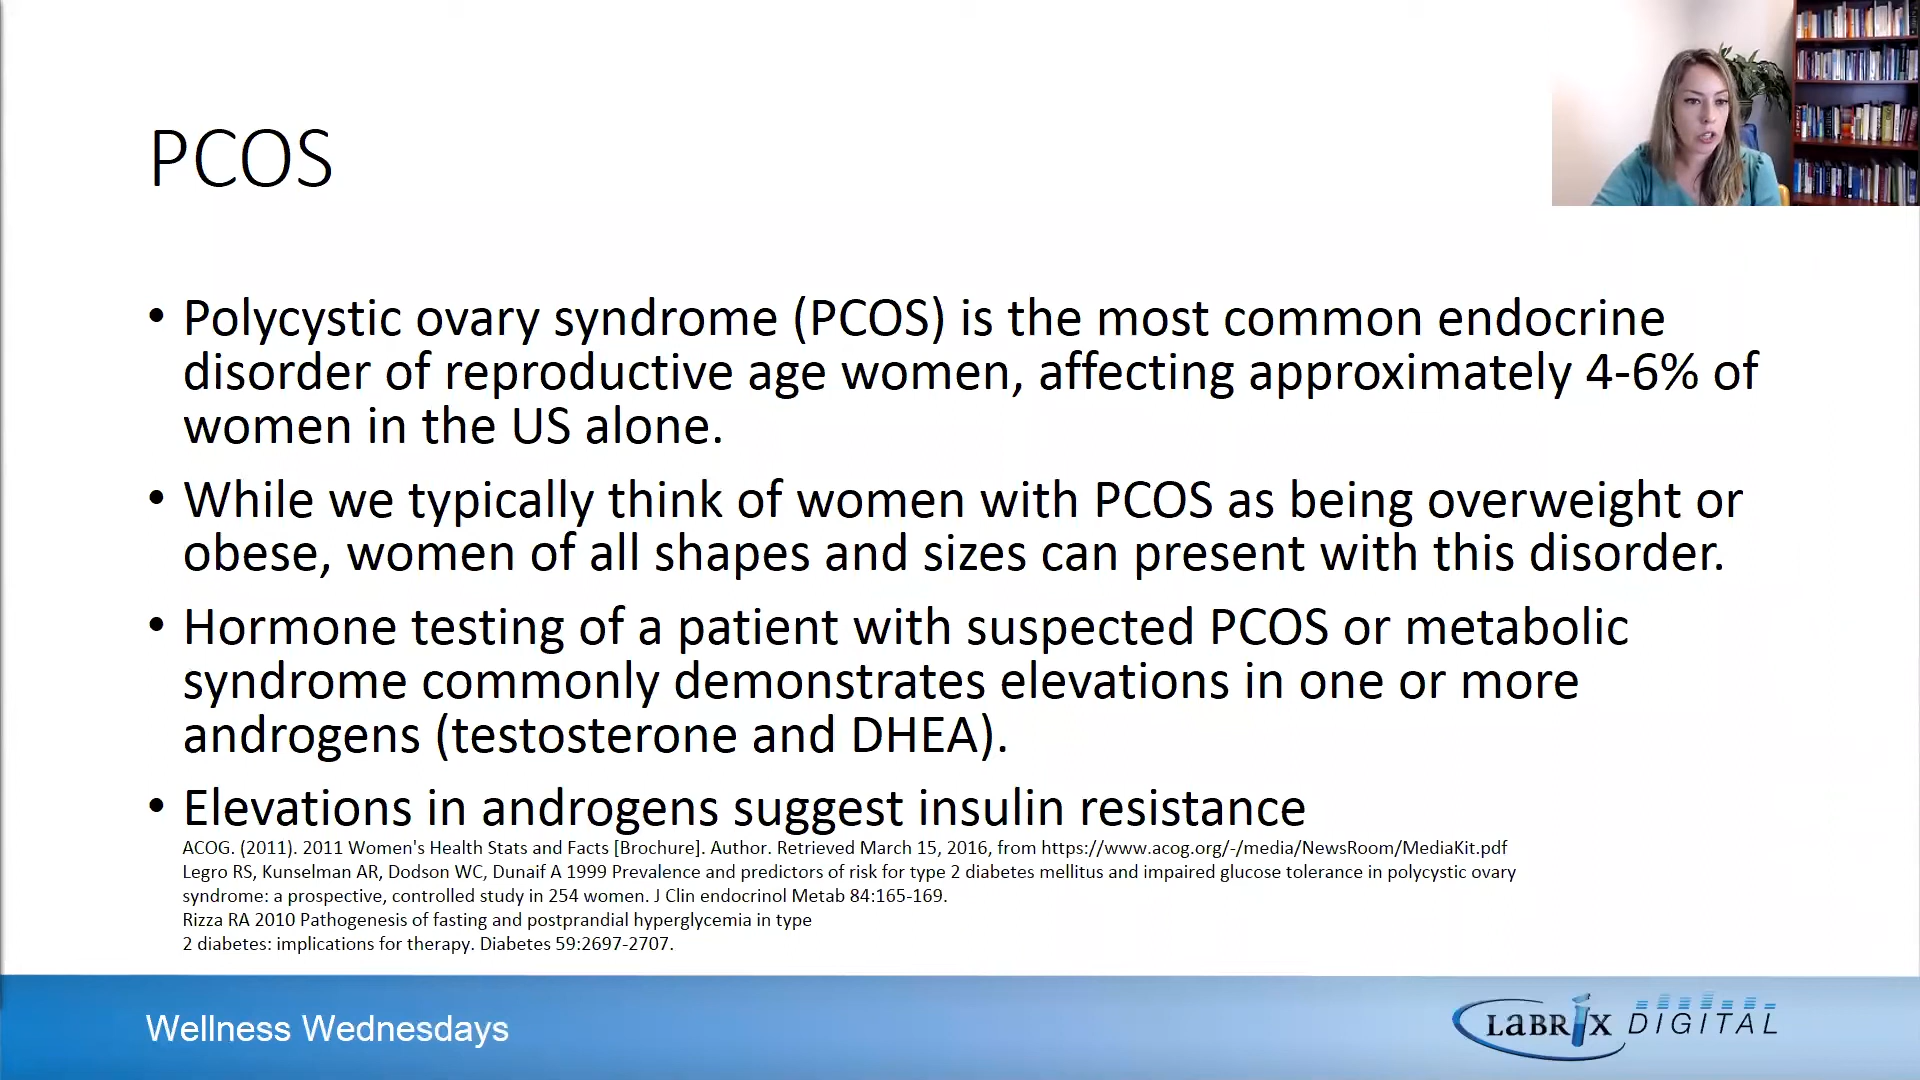 PCOS
• Polycystic ovary syndrome (PCOS) is the most common endocrine
disorder of reproductive age women, affecting approximately 4-6% of
women in the US alone.
• While we typically think of women with PCOS as being overweight or
obese, women of all shapes and sizes can present with this disorder.
• Hormone testing of a patient with suspected PCOS or metabolic
syndrome commonly demonstrates elevations in one or more
androgens (testosterone and DHEA).
• Elevations in androgens suggest insulin resistance
ACOG. (2011). 2011 Women's Health Stats and Facts [Brochure]. Author. Retrieved March 15, 2016, from https://www.acog.org/-/media/NewsRoom/MediaKit.pdf
Legro RS, Kunselman AR, Dodson WC, Dunaif A 1999 Prevalence and predictors of risk for type 2 diabetes mellitus and impaired glucose tolerance in polycystic ovary
syndrome: a prospective, controlled study in 254 women. J Clin endocrinol Metab 84:165-169.
Rizza RA 2010 Pathogenesis of fasting and postprandial hyperglycemia in type
2 diabetes: implications for therapy. Diabetes 59:2697-2707.
Wellness Wednesdays
LABRIX DIGITAL